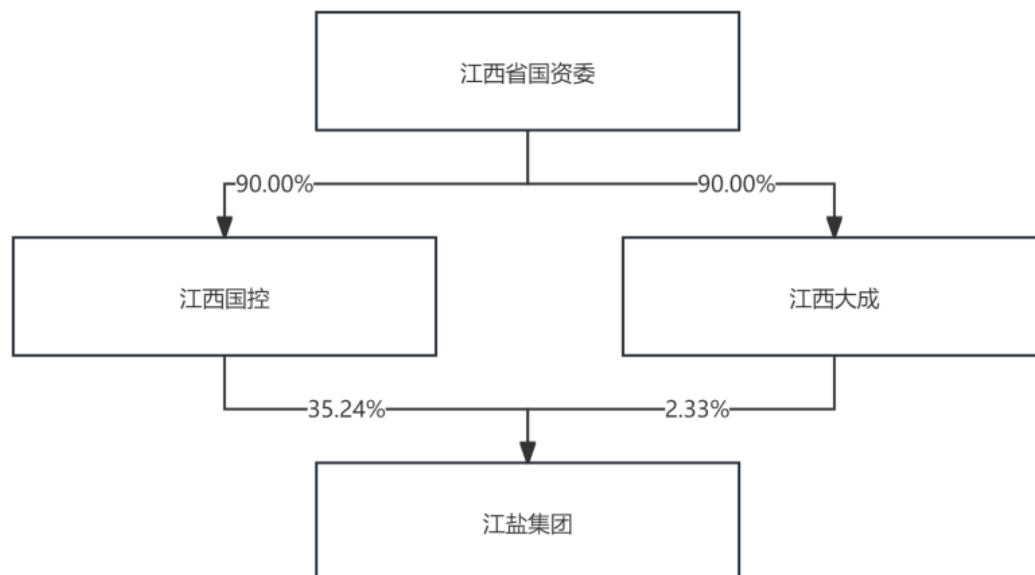 江西省国资委
90.00%
90.00%
江西国控
江西大成
35.24%
2.33%
江盐集团